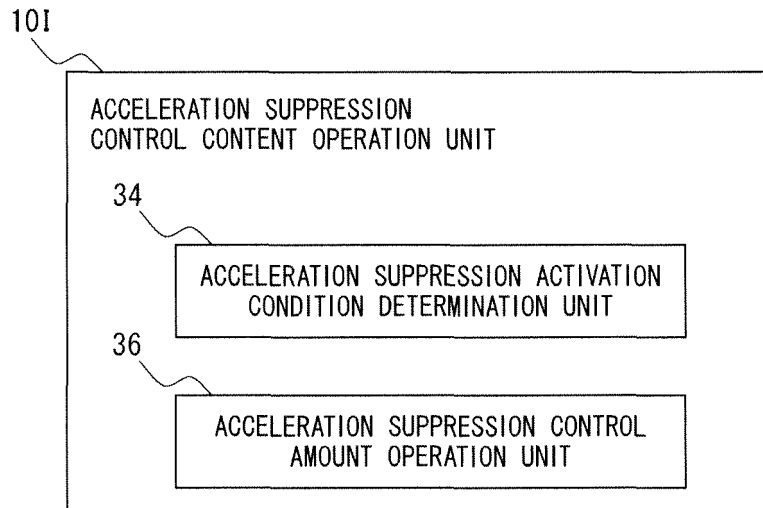 10I
ACCELERATION SUPPRESSION
CONTROL CONTENT OPERATION UNIT
34
ACCELERATION SUPPRESSION ACTIVATION
CONDITION DETERMINATION UNIT
36
ACCELERATION SUPPRESSION CONTROL
AMOUNT OPERATION UNIT